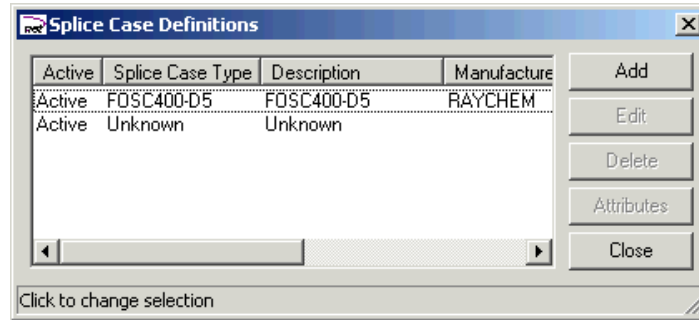 Splice Case Definitions
Active Splice Case Type Description Manufacture
Active FOSC400-D5 FOSC400-D5 RAYCHEM
Active Unknown Unknown
Add
Edit
Delete
Attributes
Close
Click to change selection